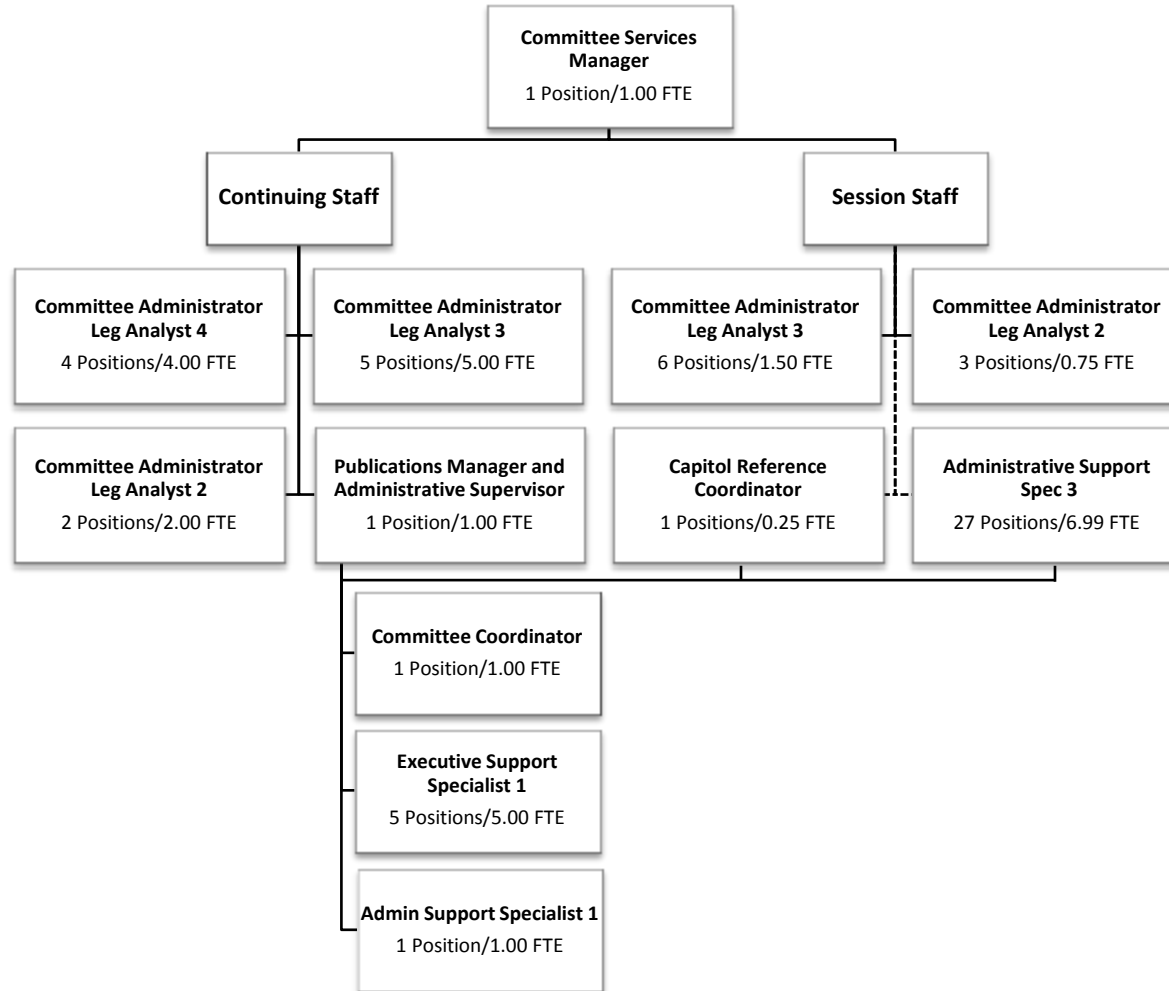 Committee Services
Manager
1 Position/1.00 FTE
Continuing Staff
Session Staff
Committee Administrator
Leg Analyst 4
4 Positions/4.00 FTE
Committee Administrator
Leg Analyst 3
5 Positions/5.00 FTE
Committee Administrator
Leg Analyst 3
6 Positions/1.50 FTE
Committee Administrator
Leg Analyst 2
3 Positions/0.75 FTE
Committee Administrator
Leg Analyst 2
2 Positions/2.00 FTE
Publications Manager and
Administrative Supervisor
1 Position/1.00 FTE
Capitol Reference
Coordinator
1 Position/0.25 FTE
Administrative Support
Spec 3
27 Positions/6.99 FTE
Committee Coordinator
1 Position/1.00 FTE
Executive Support
Specialist 1
5 Positions/5.00 FTE
Admin Support Specialist 1
1 Position/1.00 FTE